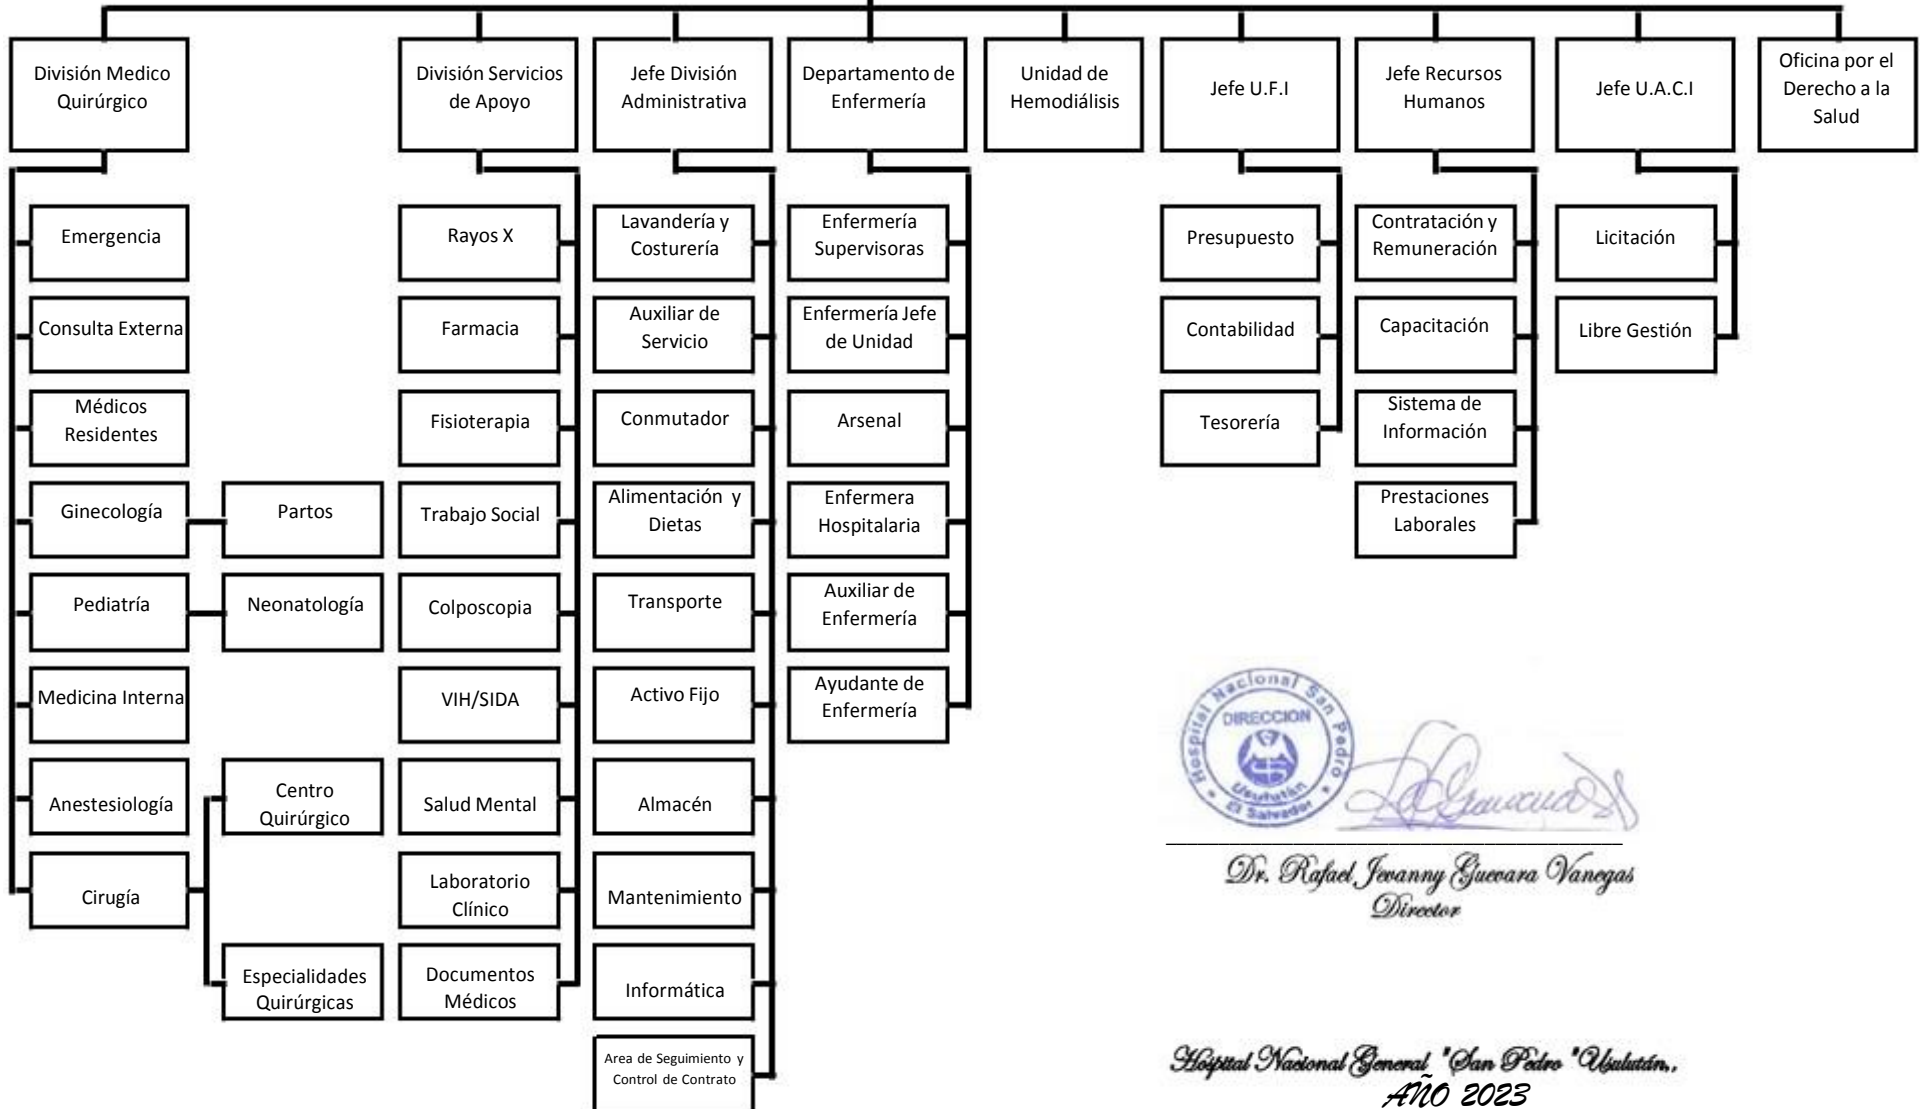 División Medico
Quirúrgico
División Servicios
de Apoyo
Jefe División
Administrativa
Departamento de
Enfermería
Unidad de
Hemodiálisis
Jefe U.F.I
Jefe Recursos
Humanos
Jefe U.A.C.I
Oficina por el
Derecho a la
Salud
Emergencia
Consulta Externa
Médicos
Residentes
Ginecología
Partos
Pediatría
Neonatología
Medicina Interna
Anestesiología
Centro
Quirúrgico
Cirugía
Especialidades
Quirúrgicas
Rayos X
Farmacia
Fisioterapia
Trabajo Social
Colposcopia
VIH/SIDA
Salud Mental
Laboratorio
Clínico
Documentos
Médicos
Lavandería y
Costurería
Auxiliar de
Servicio
Conmutador
Alimentación y
Dietas
Transporte
Activo Fijo
Almacén
Mantenimiento
Informática
Area de Seguimiento y
Control de Contrato
Enfermería
Supervisoras
Enfermería Jefe
de Unidad
Arsenal
Enfermera
Hospitalaria
Auxiliar de
Enfermería
Ayudante de
Enfermería
Presupuesto
Contabilidad
Tesorería
Contratación y
Remuneración
Capacitación
Sistema de
Información
Prestaciones
Laborales
Licitación
Libre Gestión
Hospital Nacional San Pedro
DIRECCION
Usulután
El Salvador
Dr. Rafael Jevanny Guevara Vanegas
Director
Hospital Nacional General "San Pedro "Usulután,.
AÑO 2023